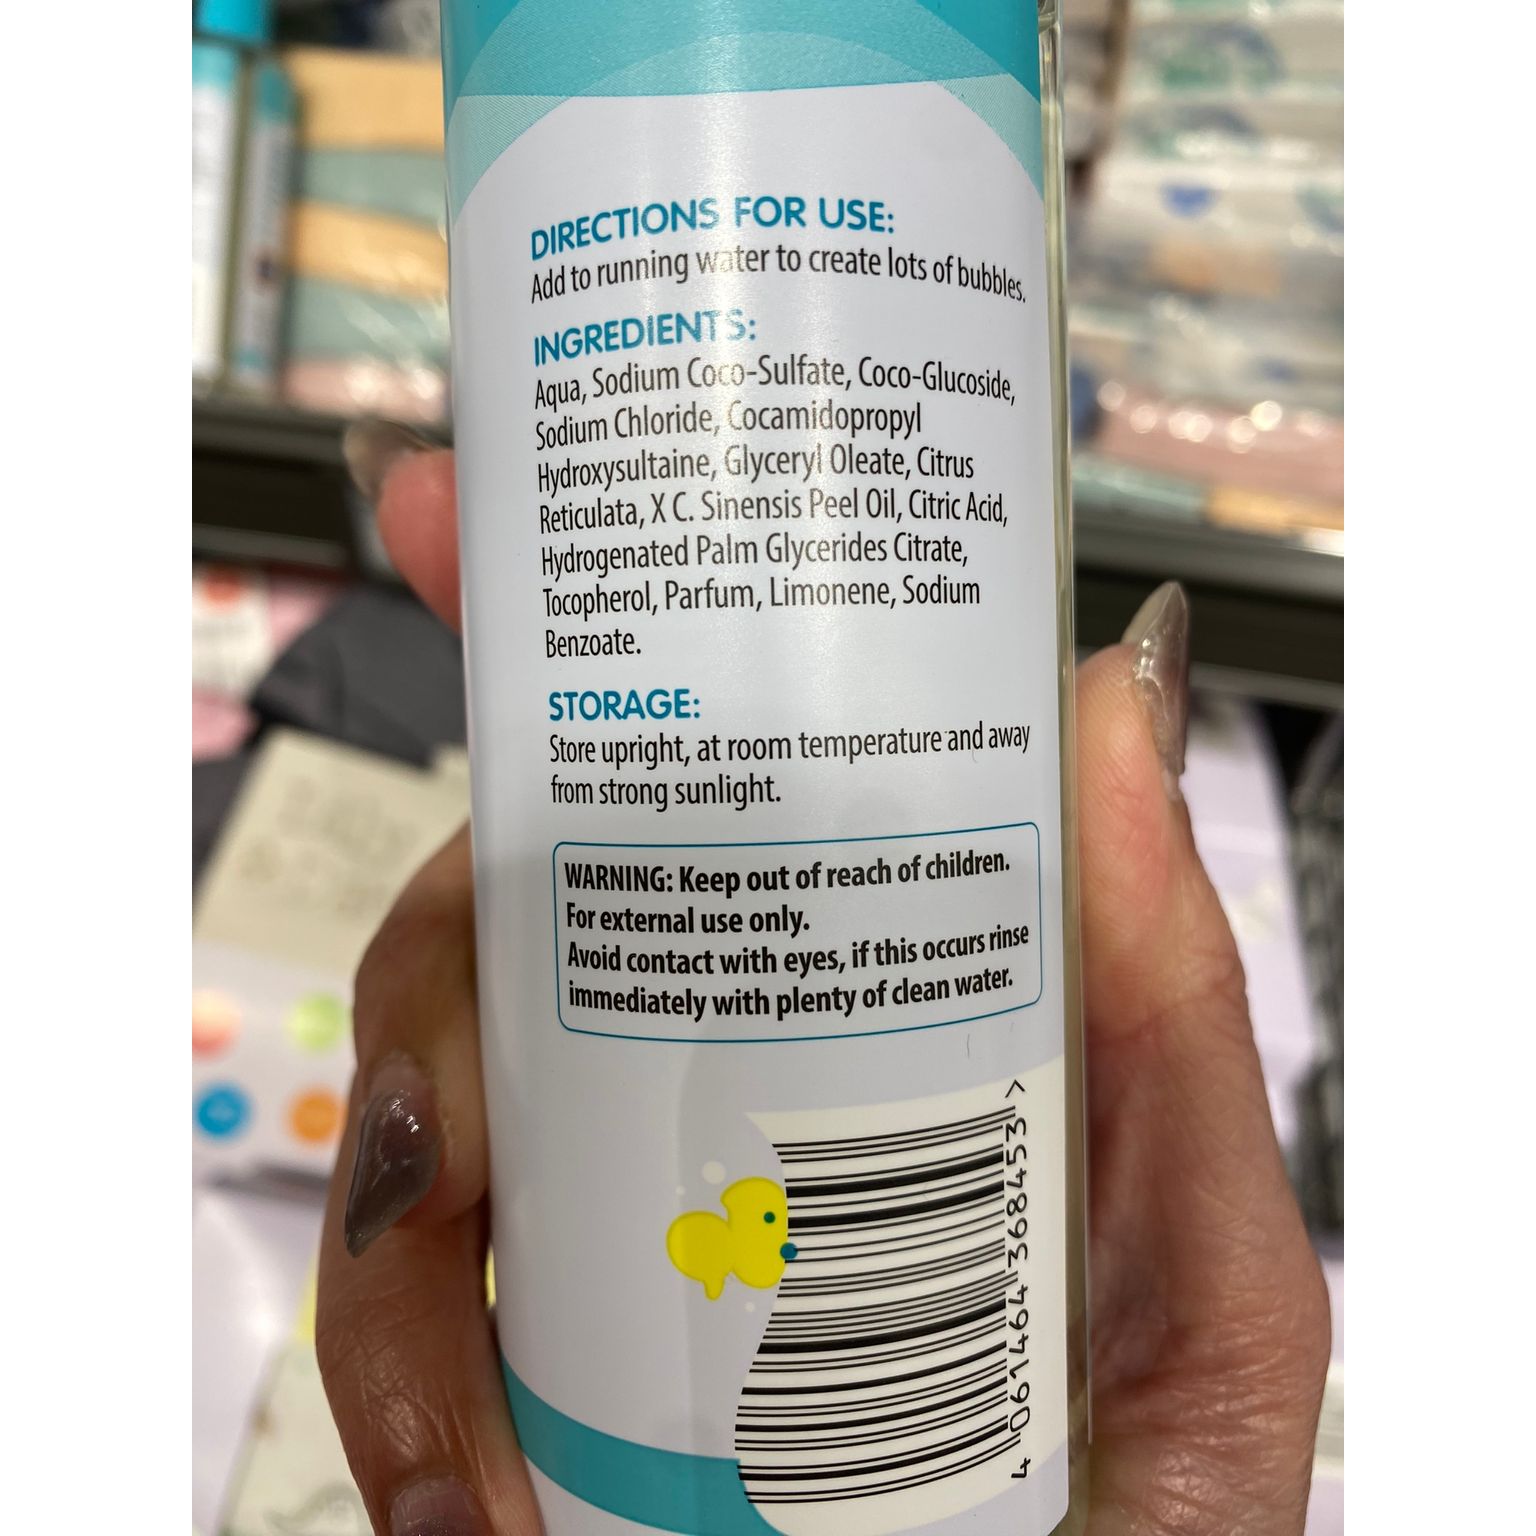 DIRECTIONS FOR USE:
Add to running water to create lots of bubbles.
INGREDIENTS:
Aqua, Sodium Coco-Sulfate, Coco-Glucoside,
Sodium Chloride, Cocamidopropyl
Hydroxysultaine, Glyceryl Oleate, Citrus
Reticulata, X C. Sinensis Peel Oil, Citric Acid,
Hydrogenated Palm Glycerides Citrate,
Tocopherol, Parfum, Limonene, Sodium
Benzoate.
STORAGE:
Store upright, at room temperature and away
from strong sunlight.
WARNING: Keep out of reach of children.
For external use only.
Avoid contact with eyes, if this occurs rinse
immediately with plenty of clean water.
4 061464 368453 >